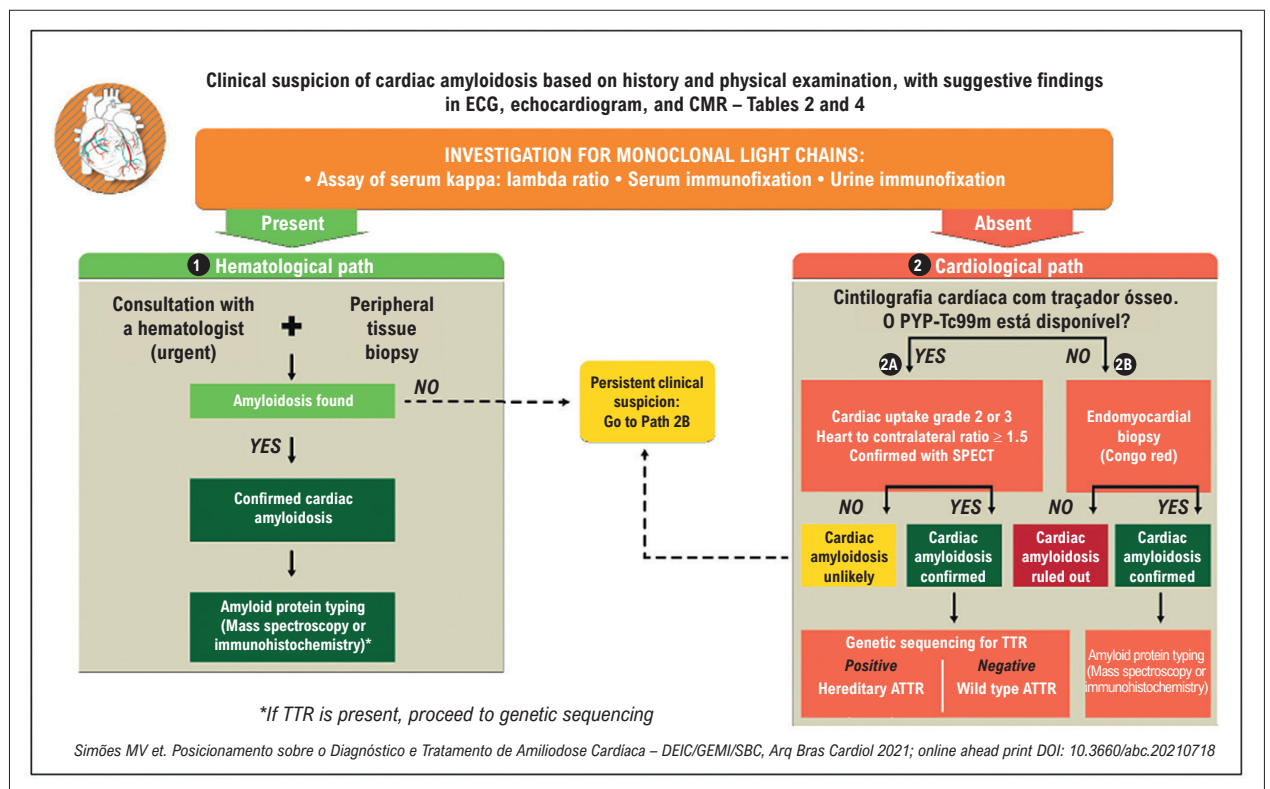 Clinical suspicion of cardiac amyloidosis based on history and physical examination, with suggestive findings
in ECG, echocardiogram, and CMR – Tables 2 and 4
INVESTIGATION FOR MONOCLONAL LIGHT CHAINS:
• Assay of serum kappa: lambda ratio • Serum immunofixation • Urine immunofixation
Present
Absent
1 Hematological path
Consultation with
a hematologist
(urgent)
+
Peripheral
tissue
biopsy
Amyloidosis found
NO
YES
Confirmed cardiac
amyloidosis
Amyloid protein typing
(Mass spectroscopy or
immunohistochemistry)*
Persistent clinical
suspicion:
Go to Path 2B
2 Cardiological path
Cintilografia cardíaca com traçador ósseo.
O PYP-Tc99m está disponível?
2A YES
NO 2B
Cardiac uptake grade 2 or 3
Heart to contralateral ratio ≥ 1.5
Confirmed with SPECT
Endomyocardial
biopsy
(Congo red)
NO
YES
NO
YES
Cardiac
amyloidosis
unlikely
Cardiac
amyloidosis
confirmed
Cardiac
amyloidosis
ruled out
Cardiac
amyloidosis
confirmed
Genetic sequencing for TTR
Positive
Hereditary ATTR
Negative
Wild type ATTR
Amyloid protein typing
(Mass spectroscopy or
immunohistochemistry)
*If TTR is present, proceed to genetic sequencing
Simões MV et. Posicionamento sobre o Diagnóstico e Tratamento de Amiliodose Cardíaca – DEIC/GEMI/SBC, Arq Bras Cardiol 2021; online ahead print DOI: 10.3660/abc.20210718